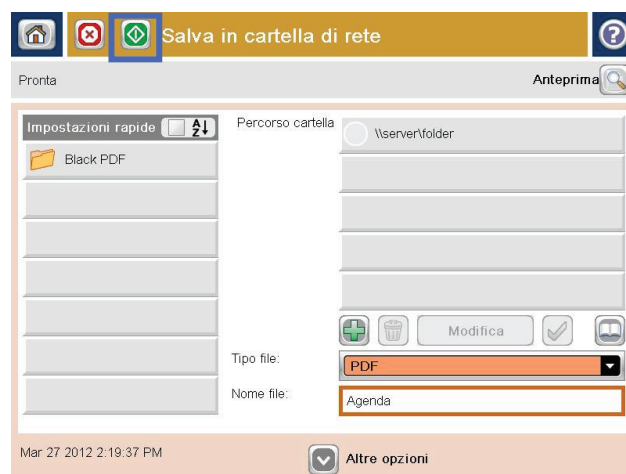 Salva in cartella di rete
Pronta
Anteprima
Impostazioni rapide
Percorso cartella
\\server\folder
Black PDF
Modifica
Tipo file:
PDF
Nome file:
Agenda
Mar 27 2012 2:19:37 PM
Altre opzioni